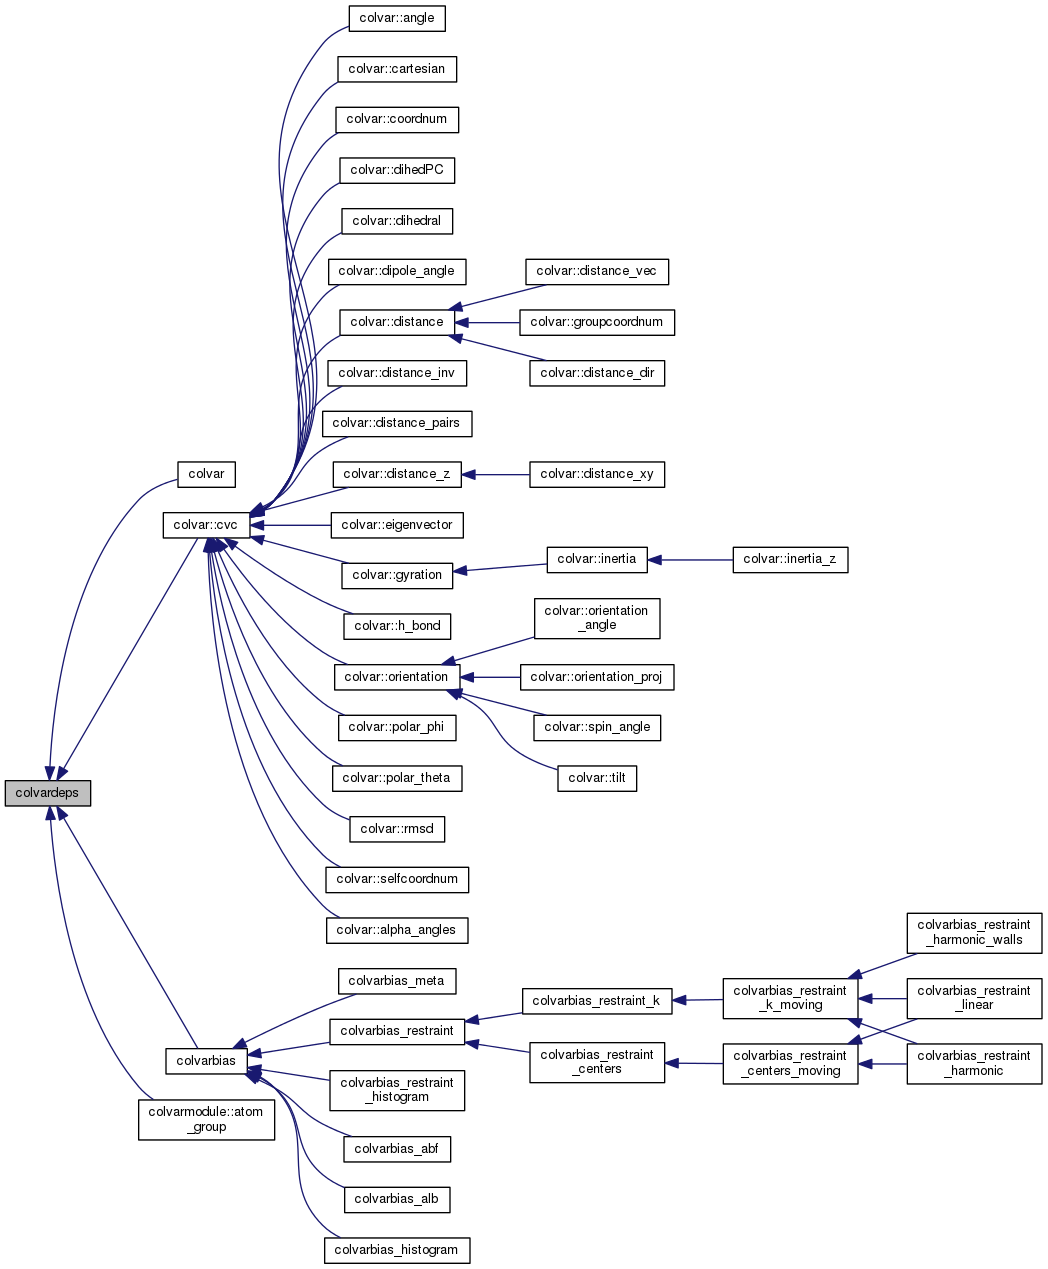 colvar::angle
colvar::cartesian
colvar::coordnum
colvar::dihedPC
colvar::dihedral
colvar::dipole_angle
colvar::distance_vec
colvar::distance
colvar::groupcoordnum
colvar::distance_dir
colvar::distance_inv
colvar::distance_pairs
colvar
colvar::distance_z
colvar::distance_xy
colvar::cvc
colvar::eigenvector
colvar::gyration
colvar::inertia
colvar::inertia_z
colvar::h_bond
colvar::orientation
_angle
colvar::orientation
colvar::orientation_proj
colvar::polar_phi
colvar::spin_angle
colvar::polar_theta
colvar::tilt
colvardeps
colvar::rmsd
colvar::selfcoordnum
colvar::alpha_angles
colvarbias_restraint
_harmonic_walls
colvarbias_meta
colvarbias_restraint_k
colvarbias_restraint
_k_moving
colvarbias_restraint
_linear
colvarbias_restraint
colvarbias
colvarbias_restraint
_centers
colvarbias_restraint
_centers_moving
colvarbias_restraint
_harmonic
colvarbias_restraint
_histogram
colvarmodule::atom
_group
colvarbias_abf
colvarbias_alb
colvarbias_histogram